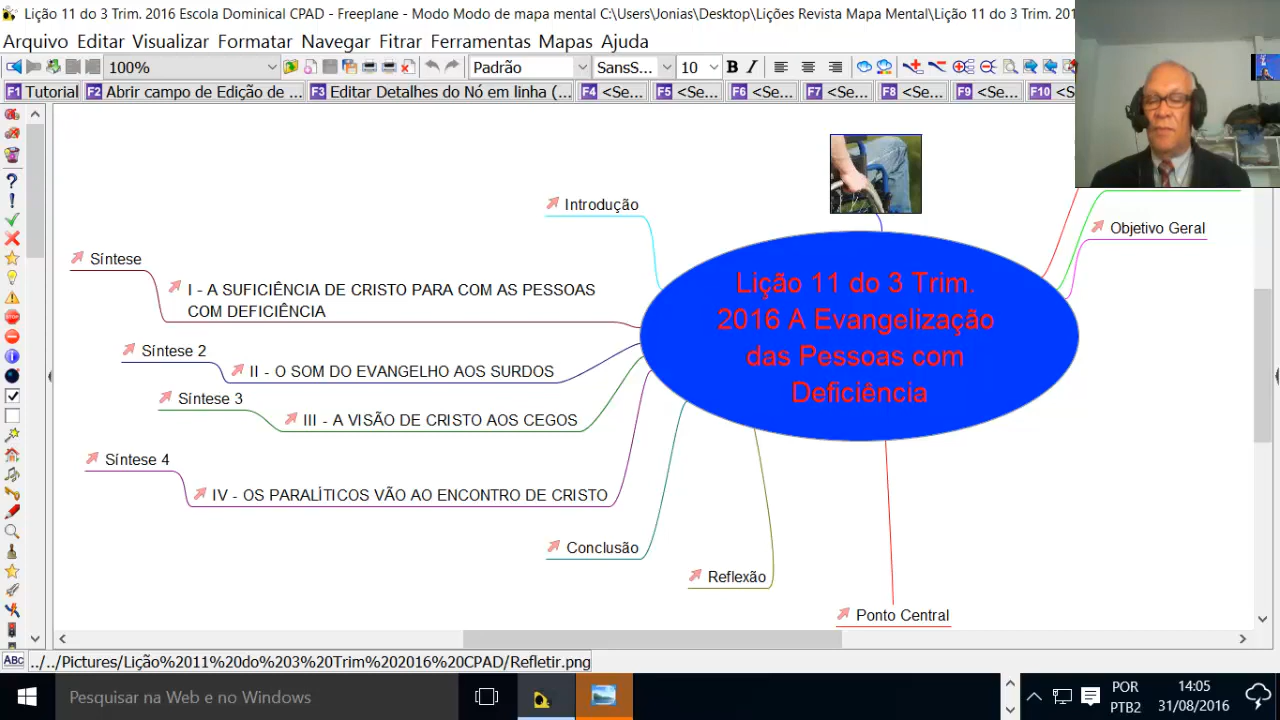 Lição 11 do 3 Trim. 2016 Escola Dominical CPAD - Freeplane - Modo Modo de mapa mental C:\Users\Jonias\Desktop\Lições Revista Mapa Mental\Lição 11 do 3 Trim. 201
Arquivo Editar Visualizar Formatar Navegar Fitrar Ferramentas Mapas Ajuda
100% Padrão SansS... 10 B I
F1 Tutorial F2 Abrir campo de Edição de ... F3 Editar Detalhes do Nó em linha (... F4 <Se... F5 <Se... F6 <Se... F7 <Se... F8 <Se... F9 <Se... F10 <S
Introdução
Objetivo Geral
Síntese
I - A SUFICIÊNCIA DE CRISTO PARA COM AS PESSOAS
COM DEFICIÊNCIA
Síntese 2
II - O SOM DO EVANGELHO AOS SURDOS
Síntese 3
III - A VISÃO DE CRISTO AOS CEGOS
Síntese 4
IV - OS PARALÍTICOS VÃO AO ENCONTRO DE CRISTO
Conclusão
Reflexão
Ponto Central
Lição 11 do 3 Trim.
2016 A Evangelização
das Pessoas com
Deficiência
ABC ../../Pictures/Lição%2011%20do%203%20Trim%202016%20CPAD/Refletir.png
Pesquisar na Web e no Windows
POR
PTB2
14:05
31/08/2016